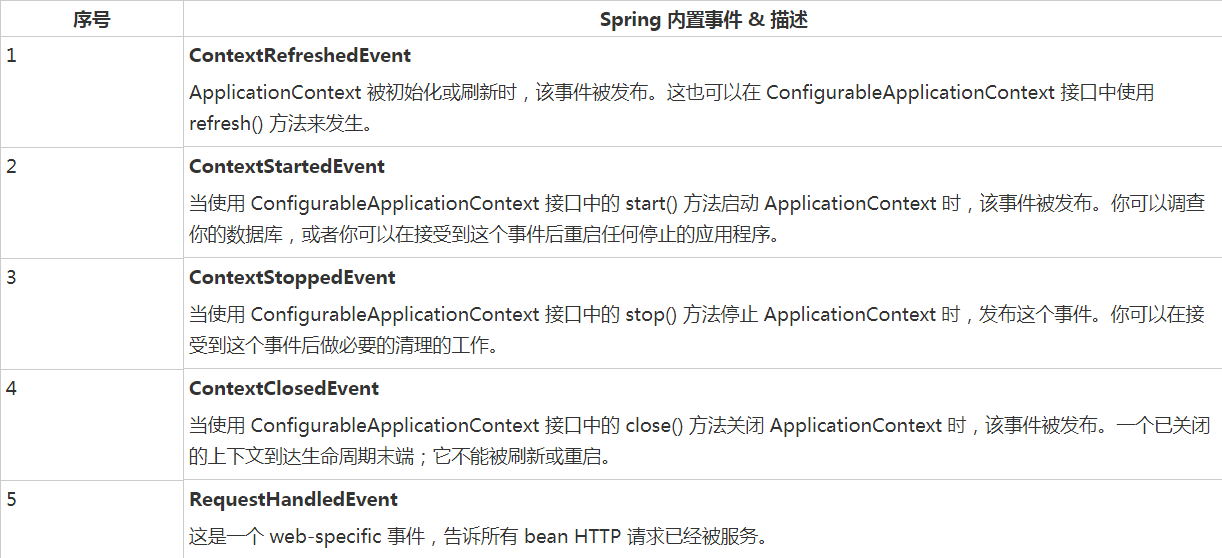 序号 Spring 内置事件 & 描述
1 ContextRefreshedEvent
ApplicationContext 被初始化或刷新时，该事件被发布。这也可以在 ConfigurableApplicationContext 接口中使用
refresh() 方法来发生。
2 ContextStartedEvent
当使用 ConfigurableApplicationContext 接口中的 start() 方法启动 ApplicationContext 时，该事件被发布。你可以调查
你的数据库，或者你可以在接受到这个事件后重启任何停止的应用程序。
3 ContextStoppedEvent
当使用 ConfigurableApplicationContext 接口中的 stop() 方法停止 ApplicationContext 时，发布这个事件。你可以在接
受到这个事件后做必要的清理的工作。
4 ContextClosedEvent
当使用 ConfigurableApplicationContext 接口中的 close() 方法关闭 ApplicationContext 时，该事件被发布。一个已关闭
的上下文到达生命周期末端；它不能被刷新或重启。
5 RequestHandledEvent
这是一个 web-specific 事件，告诉所有 bean HTTP 请求已经被服务。